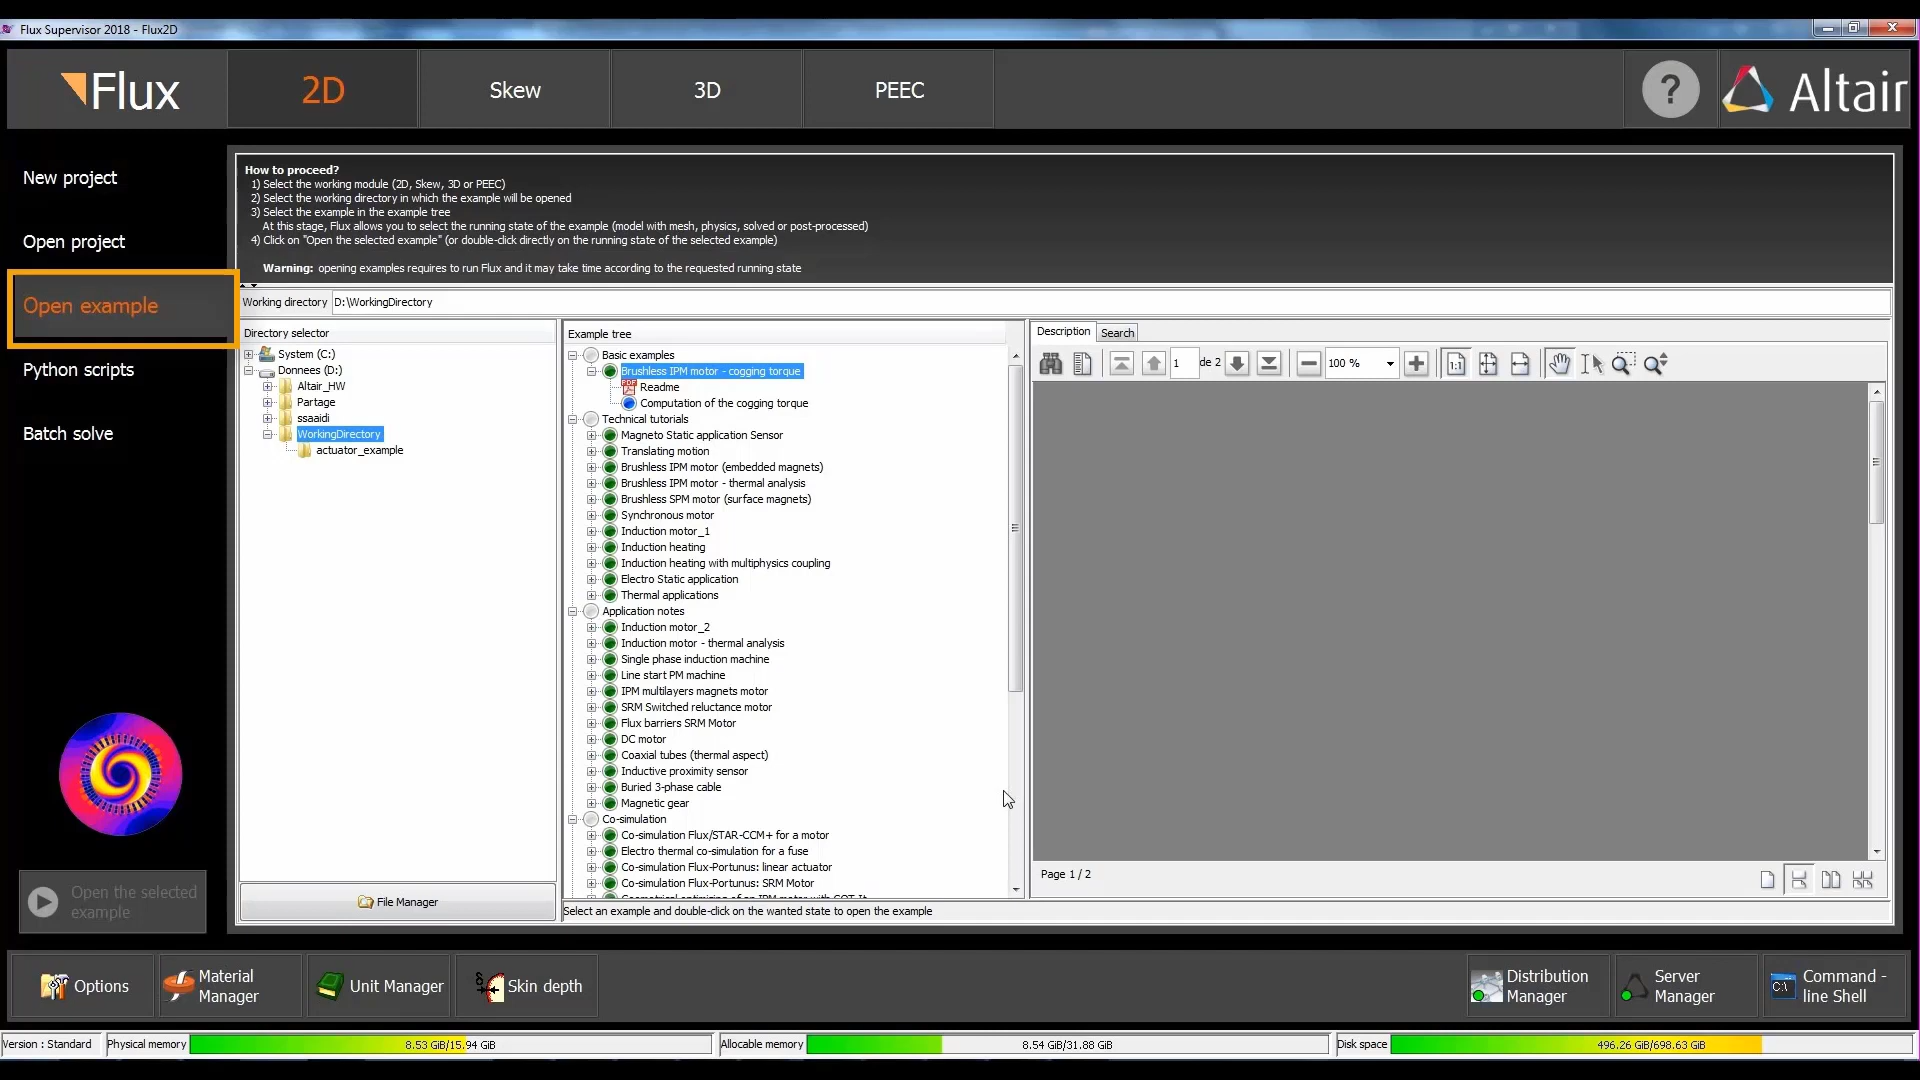 Flux Supervisor 2018 - Flux2D
Flux
2D
Skew
3D
PEEC
?
Altair
New project
Open project
Open example
Python scripts
Batch solve
Open the selected
example
How to proceed?
1) Select the working module (2D, Skew, 3D or PEEC)
2) Select the working directory in which the example will be opened
3) Select the example in the example tree
At this stage, Flux allows you to select the running state of the example (model with mesh, physics, solved or post-processed)
4) Click on "Open the selected example" (or double-click directly on the running state of the selected example)
Warning: opening examples requires to run Flux and it may take time according to the requested running state
Working directory D:\WorkingDirectory
Directory selector
System (C:)
Donnees (D:)
Altair_HW
Partage
ssaaidi
WorkingDirectory
actuator_example
File Manager
Example tree
Basic examples
Brushless IPM motor - cogging torque
Readme
Computation of the cogging torque
Technical tutorials
Magneto Static application Sensor
Translating motion
Brushless IPM motor (embedded magnets)
Brushless IPM motor - thermal analysis
Brushless SPM motor (surface magnets)
Synchronous motor
Induction motor_1
Induction heating
Induction heating with multiphysics coupling
Electro Static application
Thermal applications
Application notes
Induction motor_2
Induction motor - thermal analysis
Single phase induction machine
Line start PM machine
IPM multilayers magnets motor
SRM Switched reluctance motor
Flux barriers SRM Motor
DC motor
Coaxial tubes (thermal aspect)
Inductive proximity sensor
Buried 3-phase cable
Magnetic gear
Co-simulation
Co-simulation Flux/STAR-CCM+ for a motor
Electro thermal co-simulation for a fuse
Co-simulation Flux-Portunus: linear actuator
Co-simulation Flux-Portunus: SRM Motor
Select an example and double-click on the wanted state to open the example
Description
Search
1 de 2
100 %
1:1
Page 1 / 2
Options
Material
Manager
Unit Manager
Skin depth
Distribution
Manager
Server
Manager
C:\
Command -
line Shell
Version : Standard
Physical memory 8.53 GiB/15.94 GiB
Allocable memory 8.54 GiB/31.88 GiB
Disk space 496.26 GiB/698.63 GiB